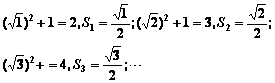 (√1)²+1=2,S₁=√1/2;(√2)²+1=3,S₂=√2/2;
(√3)²+=4,S₃=√3/2;…